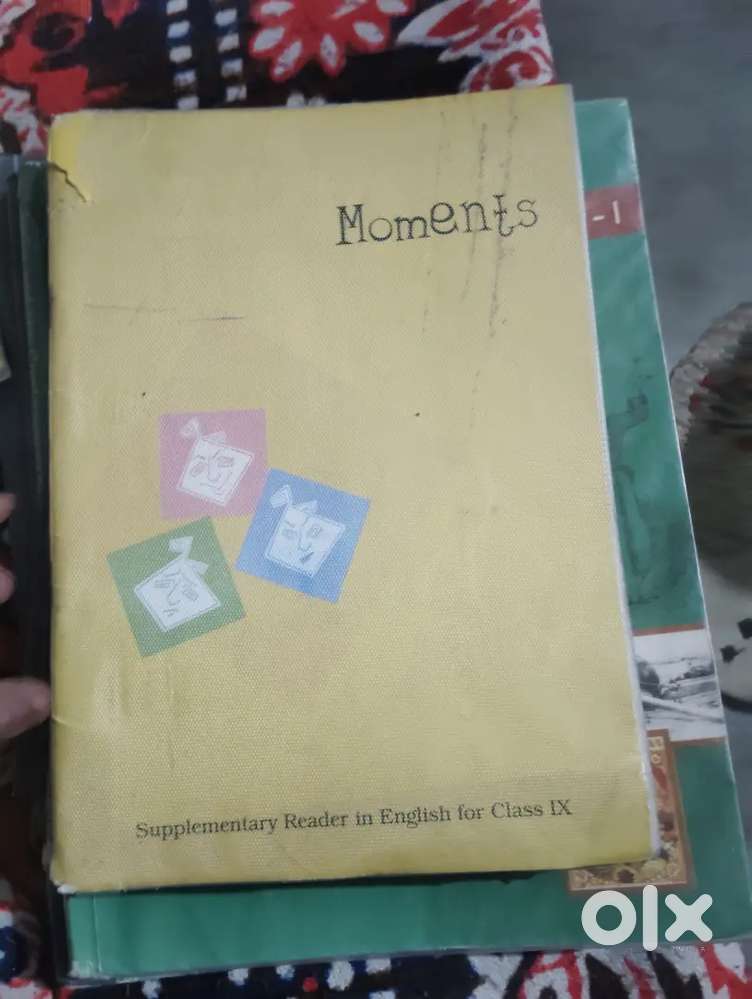 Moments
- I
Supplementary Reader in English for Class IX
olx